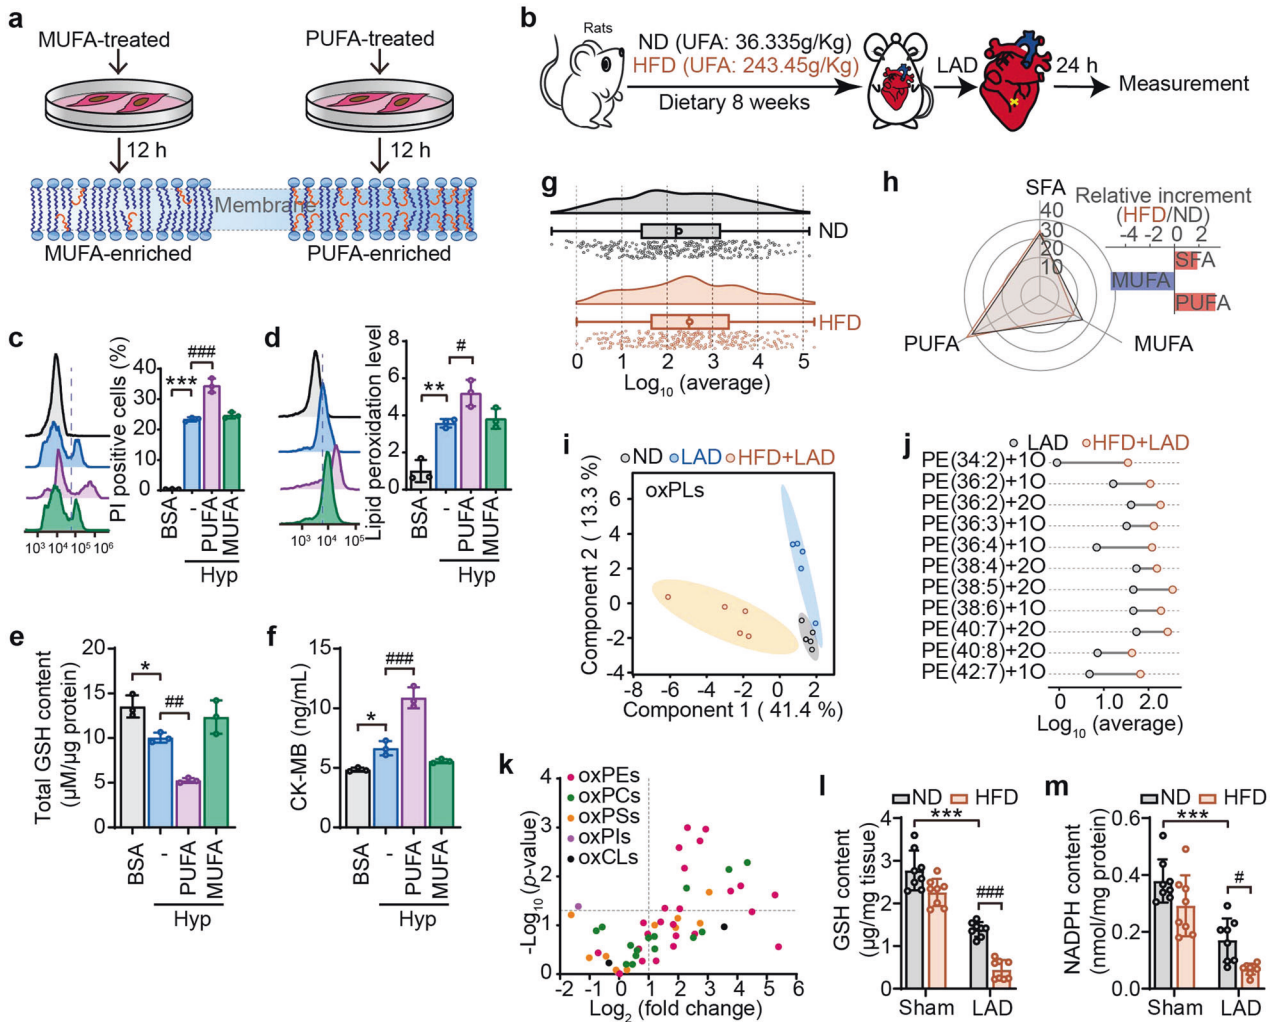 a
MUFA-treated
PUFA-treated
12 h
12 h
Membrane
MUFA-enriched
PUFA-enriched
b
Rats
ND (UFA: 36.335g/Kg)
HFD (UFA: 243.45g/Kg)
Dietary 8 weeks
LAD
24 h
Measurement
c
PI positive cells (%)
40
30
20
10
0
***
###
10³ 10⁴ 10⁵ 10⁶
BSA
-
PUFA
MUFA
Hyp
d
Lipid peroxidation level
8
6
4
2
0
**
#
10³ 10⁴ 10⁵
BSA
-
PUFA
MUFA
Hyp
e
Total GSH content
(µM/µg protein)
20
15
10
5
0
*
##
BSA
-
PUFA
MUFA
Hyp
f
CK-MB (ng/mL)
15
10
5
0
*
###
BSA
-
PUFA
MUFA
Hyp
g
ND
HFD
0 1 2 3 4 5
Log₁₀ (average)
h
SFA
40
30
20
10
PUFA
MUFA
Relative increment
(HFD/ND)
-4 -2 0 2
SFA
MUFA
PUFA
i
ND LAD HFD+LAD
oxPLs
Component 2 ( 13.3 %)
6
4
2
0
-2
-4
-8 -6 -4 -2 0 2
Component 1 ( 41.4 %)
j
LAD HFD+LAD
PE(34:2)+1O
PE(36:2)+1O
PE(36:2)+2O
PE(36:3)+1O
PE(36:4)+1O
PE(38:4)+2O
PE(38:5)+2O
PE(38:6)+1O
PE(40:7)+2O
PE(40:8)+2O
PE(42:7)+1O
0 1.0 2.0
Log₁₀ (average)
k
oxPEs
oxPCs
oxPSs
oxPIs
oxCLs
-Log₁₀ (p-value)
4
3
2
1
0
-2 -1 0 1 2 3 4 5 6
Log₂ (fold change)
l
ND HFD
GSH content
(µg/mg tissue)
4
3
2
1
0
***
###
Sham LAD
m
ND HFD
NADPH content
(nmol/mg protein)
0.6
0.4
0.2
0.0
***
#
Sham LAD